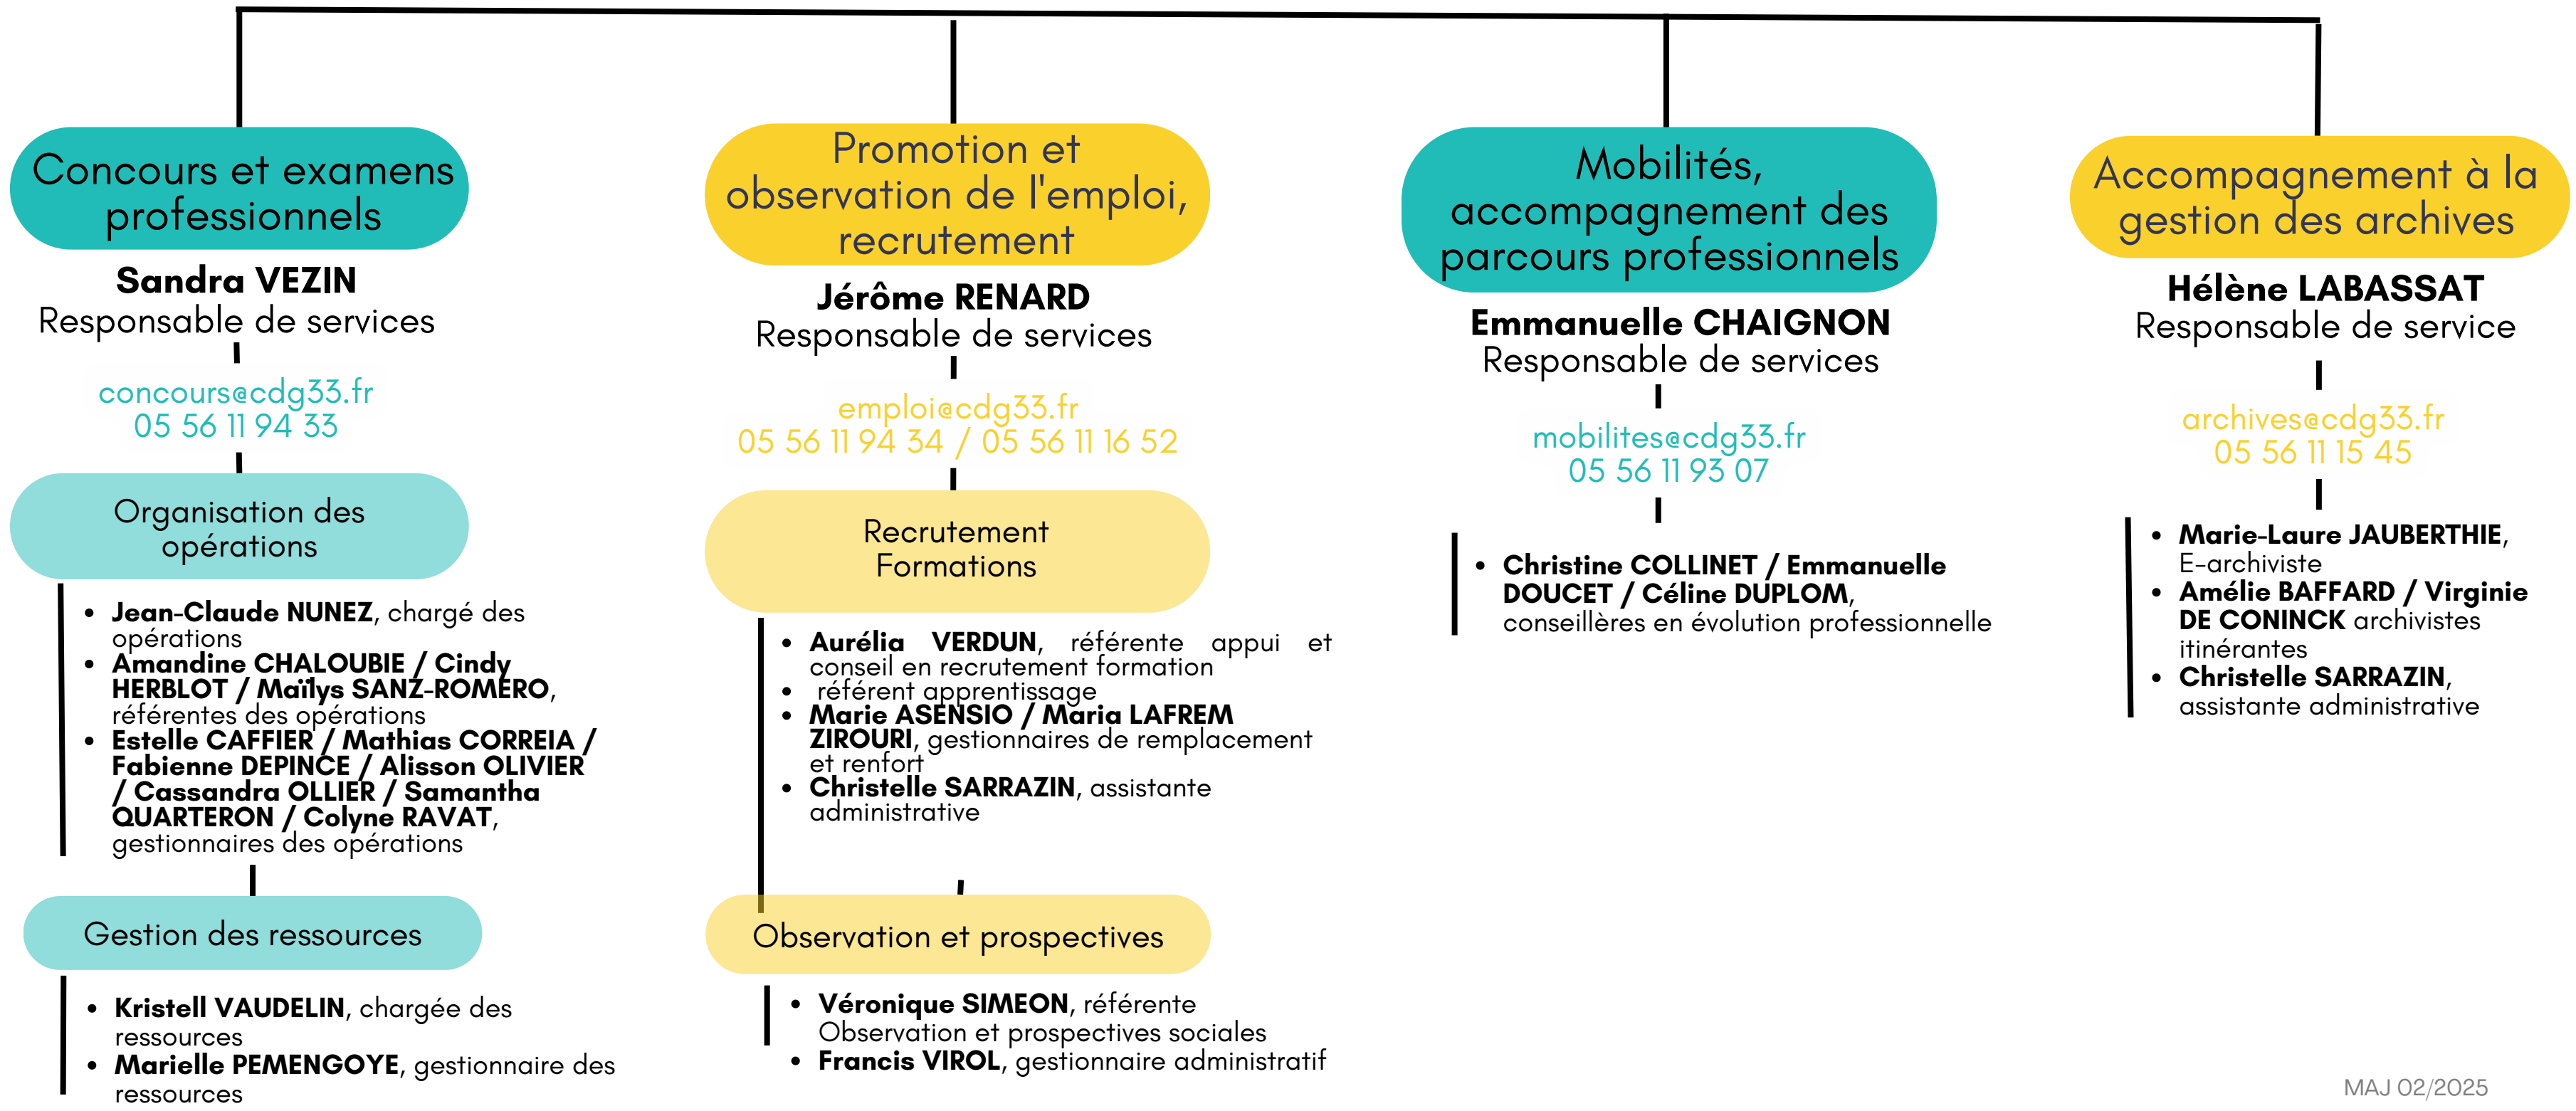 Concours et examens
professionnels
Sandra VEZIN
Responsable de services
concours@cdg33.fr
05 56 11 94 33
Organisation des
opérations
• Jean-Claude NUNEZ, chargé des
opérations
• Amandine CHALOUBIE / Cindy
HERBLOT / Maïlys SANZ-ROMERO,
référentes des opérations
• Estelle CAFFIER / Mathias CORREIA /
Fabienne DEPINCE / Alisson OLIVIER
/ Cassandra OLLIER / Samantha
QUARTERON / Colyne RAVAT,
gestionnaires des opérations
Gestion des ressources
• Kristell VAUDELIN, chargée des
ressources
• Marielle PEMENGOYE, gestionnaire des
ressources
Promotion et
observation de l'emploi,
recrutement
Jérôme RENARD
Responsable de services
emploi@cdg33.fr
05 56 11 94 34 / 05 56 11 16 52
Recrutement
Formations
• Aurélia VERDUN, référente appui et
conseil en recrutement formation
• référent apprentissage
• Marie ASENSIO / Maria LAFREM
ZIROURI, gestionnaires de remplacement
et renfort
• Christelle SARRAZIN, assistante
administrative
Observation et prospectives
• Véronique SIMEON, référente
Observation et prospectives sociales
• Francis VIROL, gestionnaire administratif
Mobilités,
accompagnement des
parcours professionnels
Emmanuelle CHAIGNON
Responsable de services
mobilites@cdg33.fr
05 56 11 93 07
• Christine COLLINET / Emmanuelle
DOUCET / Céline DUPLOM,
conseillères en évolution professionnelle
Accompagnement à la
gestion des archives
Hélène LABASSAT
Responsable de service
archives@cdg33.fr
05 56 11 15 45
• Marie-Laure JAUBERTHIE,
E-archiviste
• Amélie BAFFARD / Virginie
DE CONINCK archivistes
itinérantes
• Christelle SARRAZIN,
assistante administrative
MAJ 02/2025